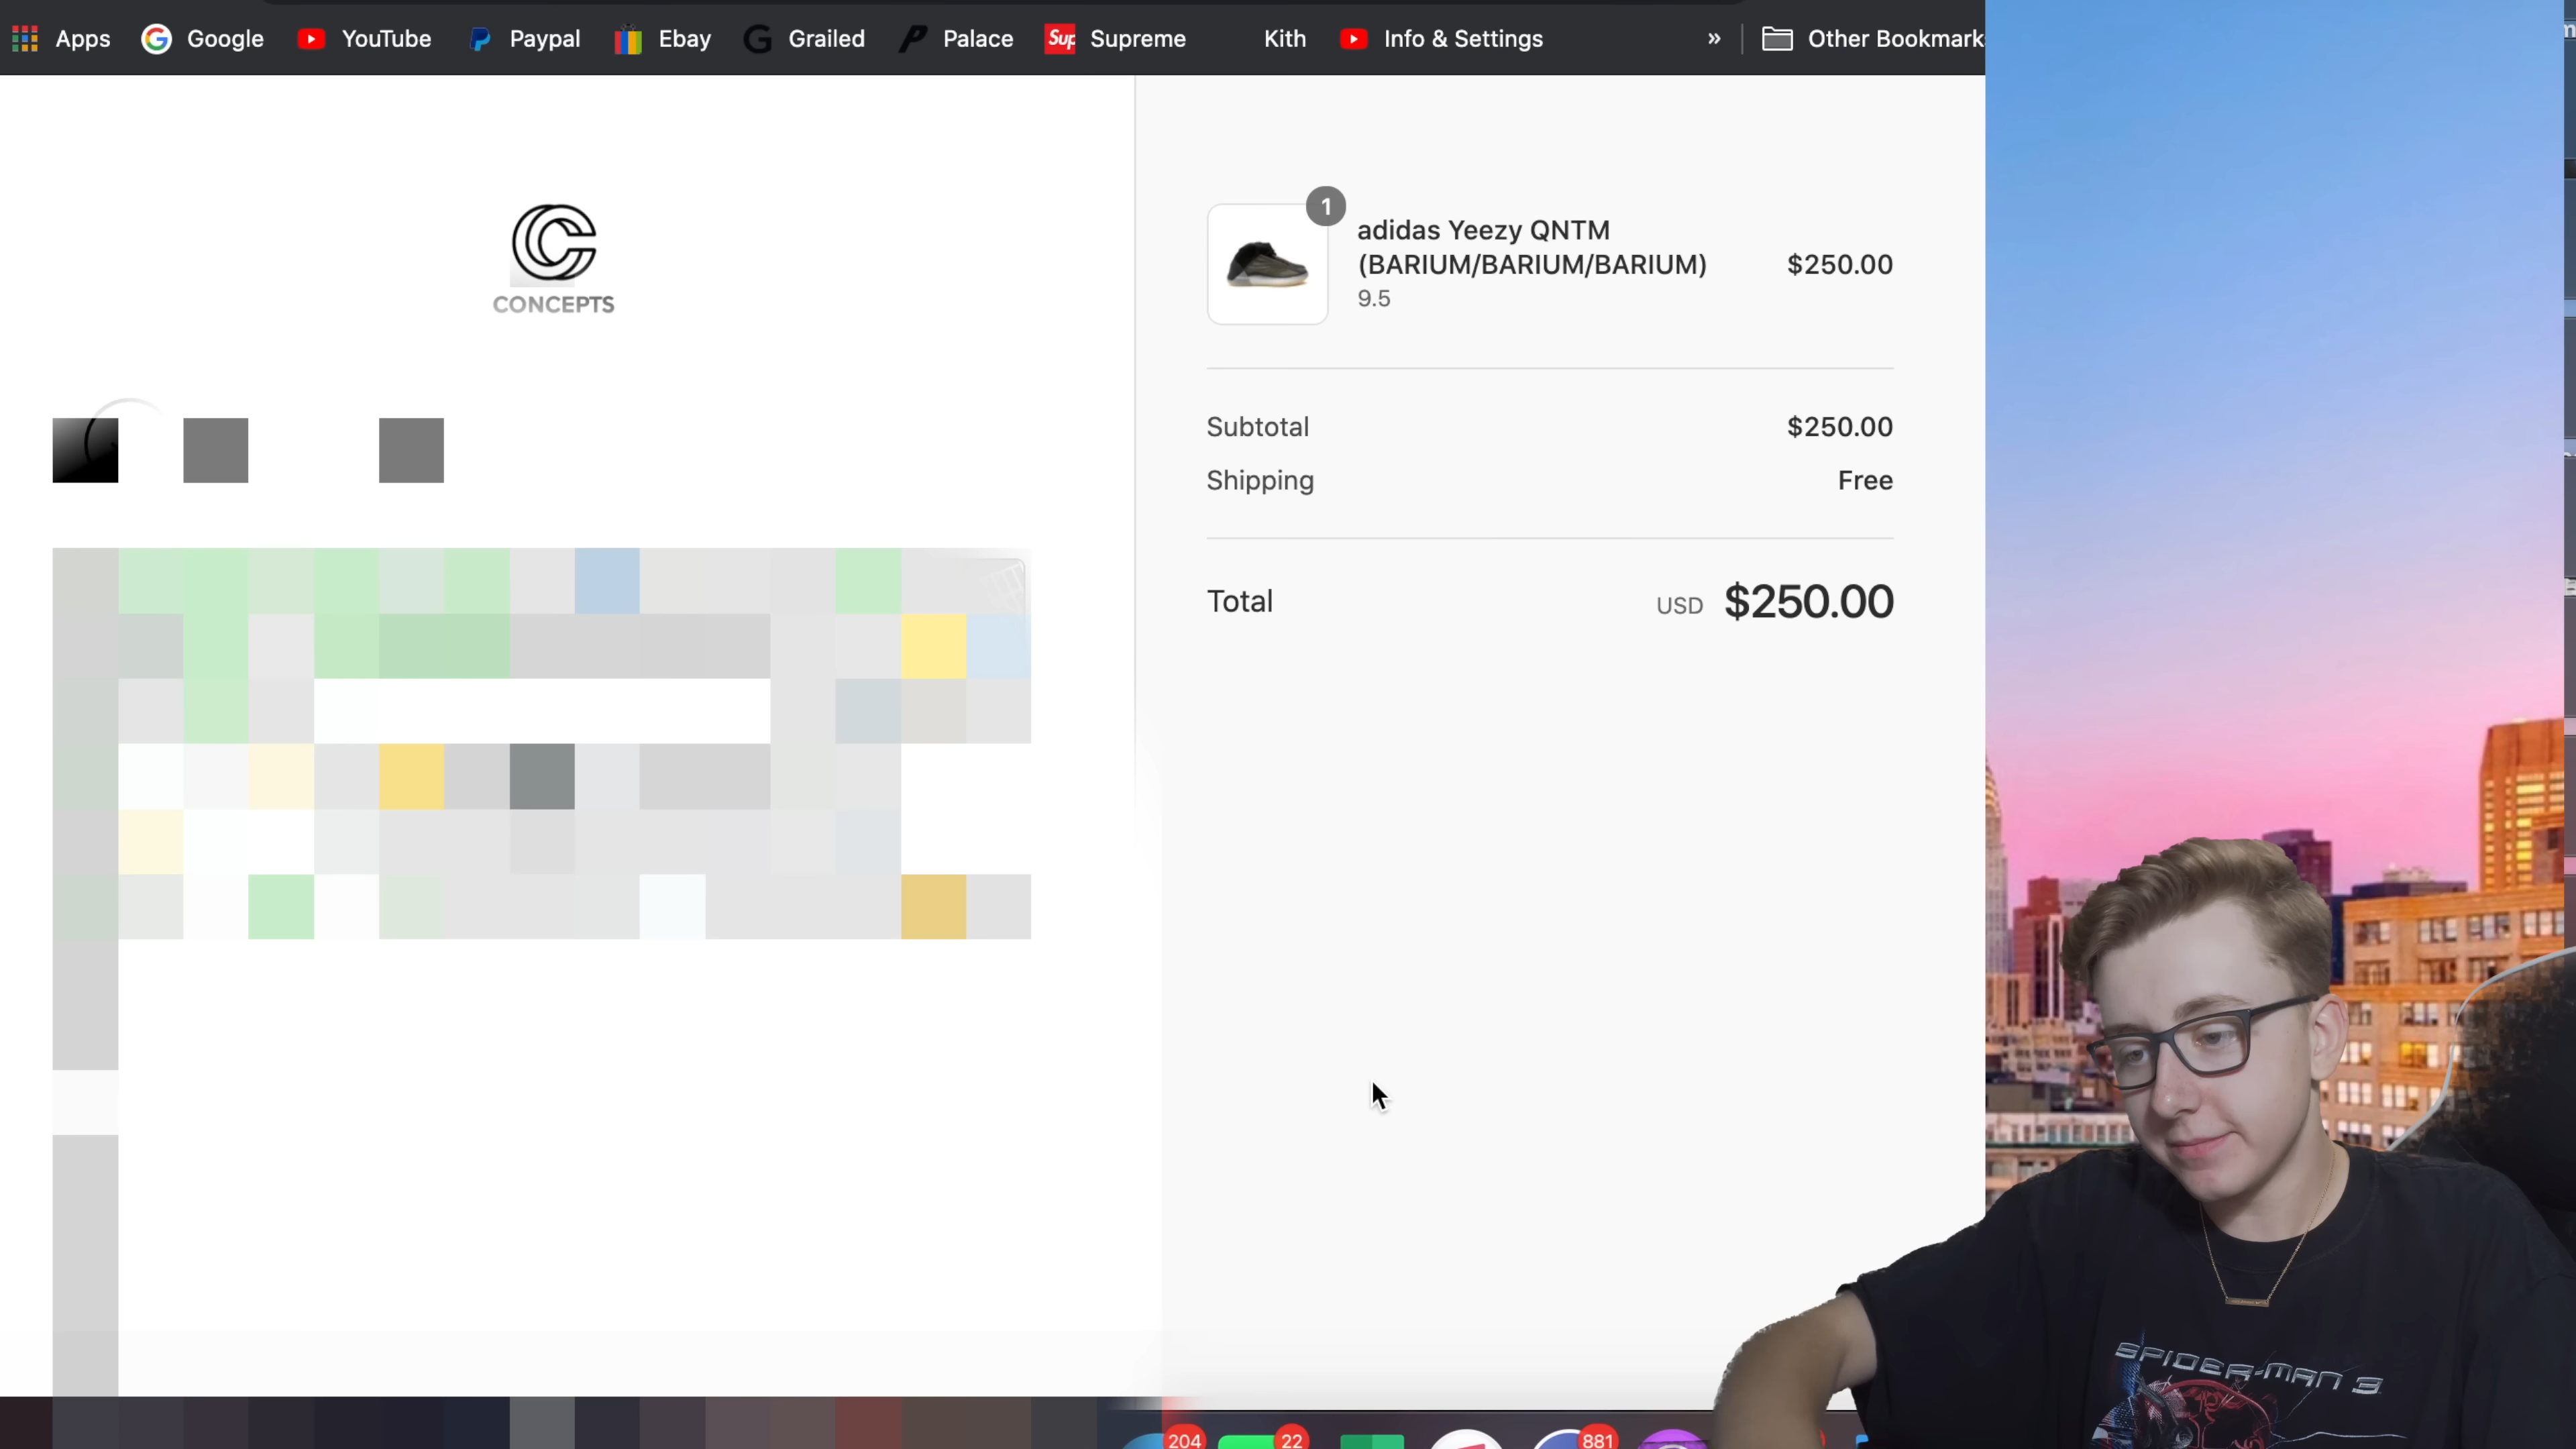 Apps Google YouTube Paypal Ebay Grailed Palace Supreme Kith Info & Settings » Other Bookmark
CONCEPTS
1
adidas Yeezy QNTM
(BARIUM/BARIUM/BARIUM) $250.00
9.5
Subtotal $250.00
Shipping Free
Total USD $250.00
SPIDER-MAN 3
204 22 881